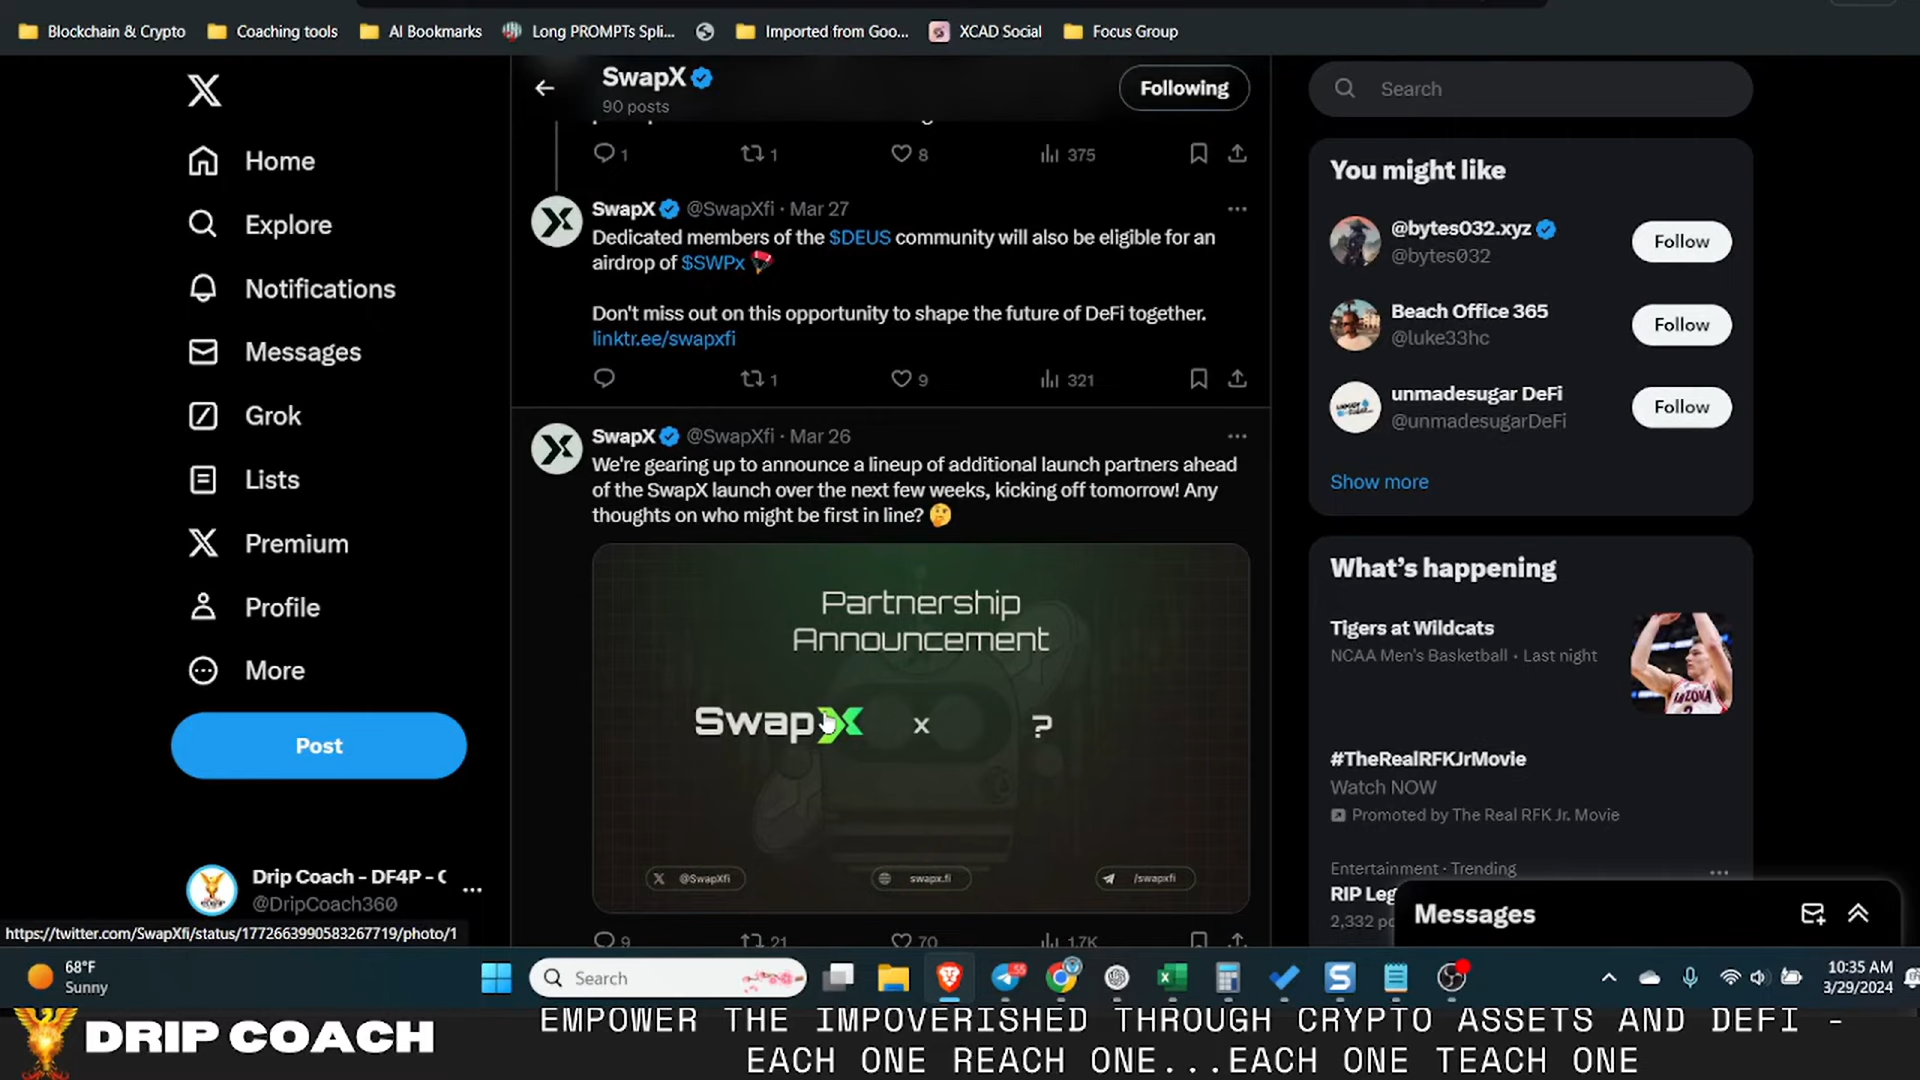 Blockchain & Crypto
Coaching tools
AI Bookmarks
Long PROMPTs Spli...
Imported from Goo...
XCAD Social
Focus Group
SwapX
90 posts
Following
Home
Explore
Notifications
Messages
Grok
Lists
Premium
Profile
More
Post
Drip Coach - DF4P - C
@DripCoach360
1
1
8
375
SwapX @SwapXfi · Mar 27
Dedicated members of the $DEUS community will also be eligible for an
airdrop of $SWPx
Don't miss out on this opportunity to shape the future of DeFi together.
linktr.ee/swapxfi
1
9
321
SwapX @SwapXfi · Mar 26
We're gearing up to announce a lineup of additional launch partners ahead
of the SwapX launch over the next few weeks, kicking off tomorrow! Any
thoughts on who might be first in line?
Partnership
Announcement
SwapX x ?
@SwapXfi
swapx.fi
/swapxfi
9
21
70
1.7K
Search
You might like
@bytes032.xyz
@bytes032
Follow
Beach Office 365
@luke33hc
Follow
unmadesugar DeFi
@unmadesugarDeFi
Follow
Show more
What's happening
Tigers at Wildcats
NCAA Men's Basketball · Last night
#TheRealRFKJrMovie
Watch NOW
Promoted by The Real RFK Jr. Movie
Entertainment · Trending
RIP Leg
2,332 po
Messages
https://twitter.com/SwapXfi/status/1772663990583267719/photo/1
68°F
Sunny
Search
55
10:35 AM
3/29/2024
DRIP COACH
EMPOWER THE IMPOVERISHED THROUGH CRYPTO ASSETS AND DEFI -
EACH ONE REACH ONE...EACH ONE TEACH ONE